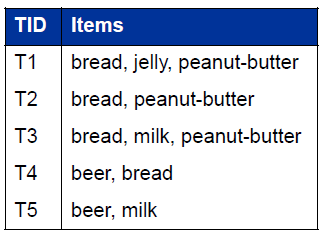 TID Items
T1 bread, jelly, peanut-butter
T2 bread, peanut-butter
T3 bread, milk, peanut-butter
T4 beer, bread
T5 beer, milk